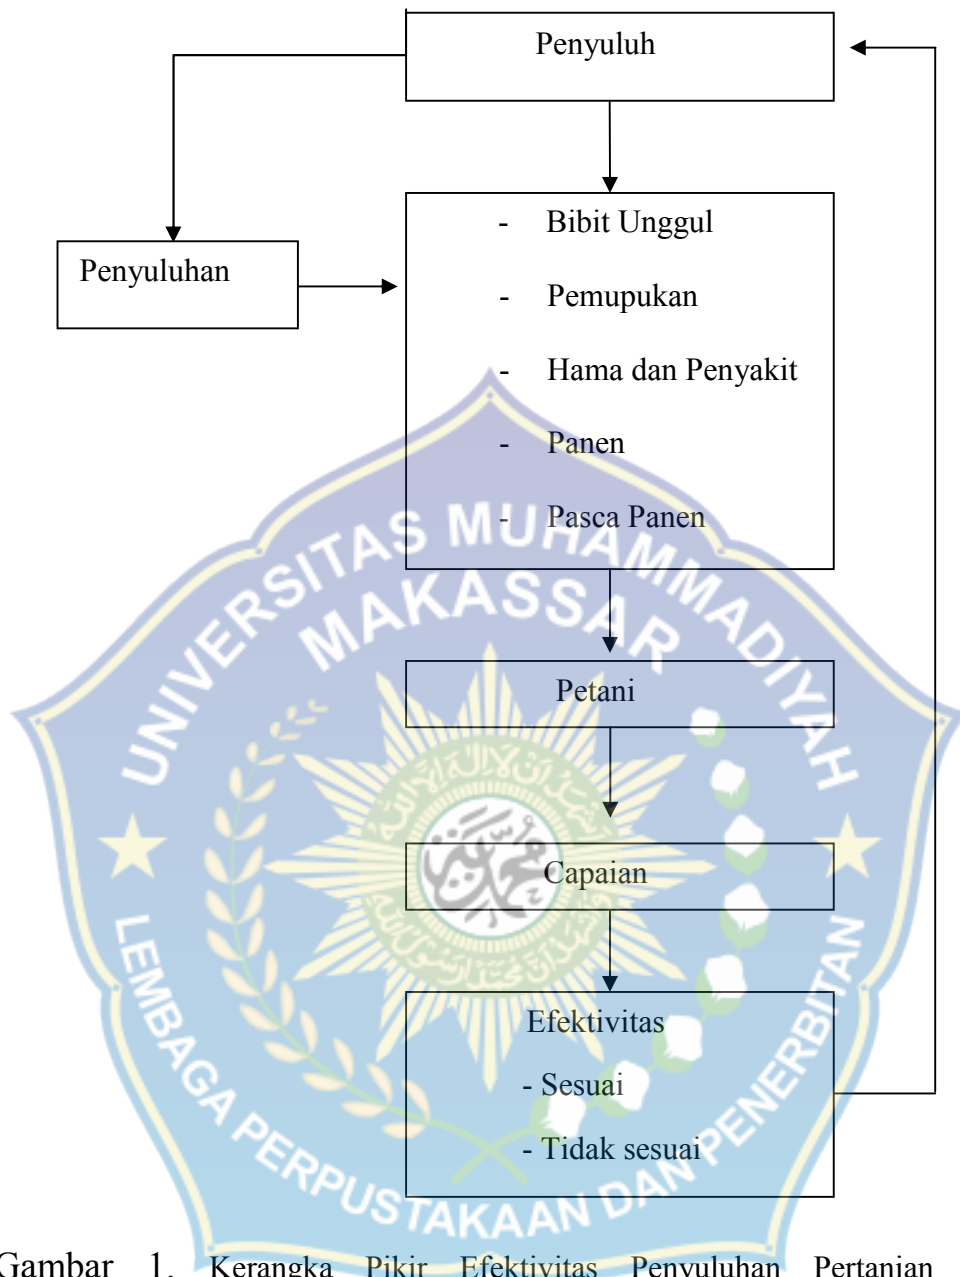 Penyuluh
Penyuluhan
- Bibit Unggul
- Pemupukan
- Hama dan Penyakit
- Panen
- Pasca Panen
Petani
Capaian
Efektivitas
- Sesuai
- Tidak sesuai
UNIVERSITAS MUHAMMADIYAH
MAKASSAR
LEMBAGA PERPUSTAKAAN DAN PENERBITAN
Gambar 1. Kerangka Pikir Efektivitas Penyuluhan Pertanian